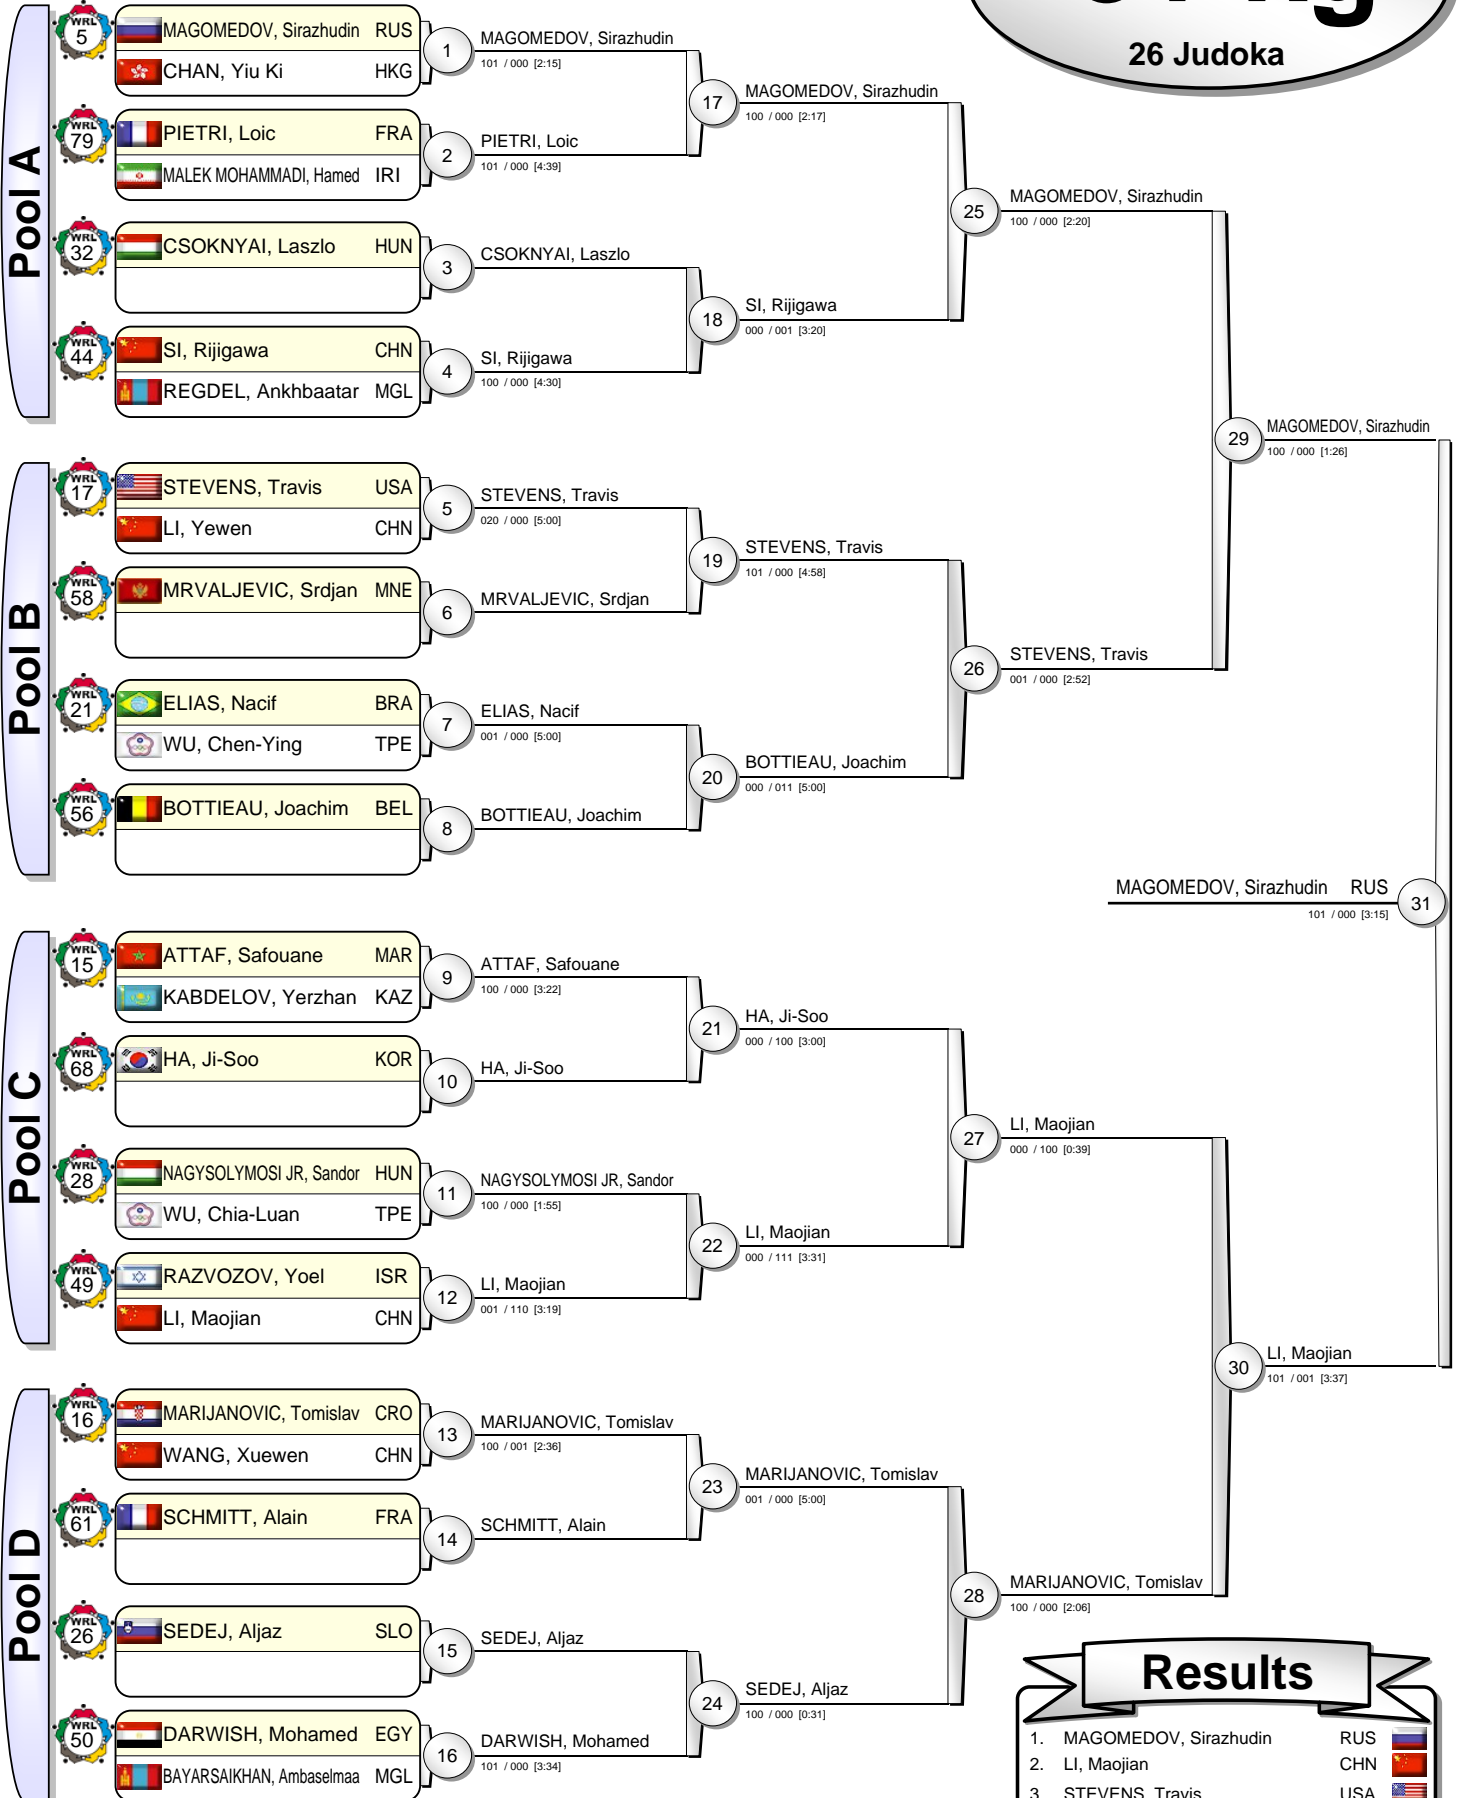 26 Judoka
Pool A
WRL 5
MAGOMEDOV, Sirazhudin RUS
CHAN, Yiu Ki HKG
1
MAGOMEDOV, Sirazhudin
101 / 000 [2:15]
WRL 79
PIETRI, Loic FRA
MALEK MOHAMMADI, Hamed IRI
2
PIETRI, Loic
101 / 000 [4:39]
17
MAGOMEDOV, Sirazhudin
100 / 000 [2:17]
WRL 32
CSOKNYAI, Laszlo HUN
3
CSOKNYAI, Laszlo
WRL 44
SI, Rijigawa CHN
REGDEL, Ankhbaatar MGL
4
SI, Rijigawa
100 / 000 [4:30]
18
SI, Rijigawa
000 / 001 [3:20]
25
MAGOMEDOV, Sirazhudin
100 / 000 [2:20]
Pool B
WRL 17
STEVENS, Travis USA
LI, Yewen CHN
5
STEVENS, Travis
020 / 000 [5:00]
WRL 58
MRVALJEVIC, Srdjan MNE
6
MRVALJEVIC, Srdjan
19
STEVENS, Travis
101 / 000 [4:58]
WRL 21
ELIAS, Nacif BRA
WU, Chen-Ying TPE
7
ELIAS, Nacif
001 / 000 [5:00]
WRL 56
BOTTIEAU, Joachim BEL
8
BOTTIEAU, Joachim
20
BOTTIEAU, Joachim
000 / 011 [5:00]
26
STEVENS, Travis
001 / 000 [2:52]
29
MAGOMEDOV, Sirazhudin
100 / 000 [1:26]
MAGOMEDOV, Sirazhudin RUS
101 / 000 [3:15]
31
Pool C
WRL 15
ATTAF, Safouane MAR
KABDELOV, Yerzhan KAZ
9
ATTAF, Safouane
100 / 000 [3:22]
WRL 68
HA, Ji-Soo KOR
10
HA, Ji-Soo
21
HA, Ji-Soo
000 / 100 [3:00]
WRL 28
NAGYSOLYMOSI JR, Sandor HUN
WU, Chia-Luan TPE
11
NAGYSOLYMOSI JR, Sandor
100 / 000 [1:55]
WRL 49
RAZVOZOV, Yoel ISR
LI, Maojian CHN
12
LI, Maojian
001 / 110 [3:19]
22
LI, Maojian
000 / 111 [3:31]
27
LI, Maojian
000 / 100 [0:39]
Pool D
WRL 16
MARIJANOVIC, Tomislav CRO
WANG, Xuewen CHN
13
MARIJANOVIC, Tomislav
100 / 001 [2:36]
WRL 61
SCHMITT, Alain FRA
14
SCHMITT, Alain
23
MARIJANOVIC, Tomislav
001 / 000 [5:00]
WRL 26
SEDEJ, Aljaz SLO
15
SEDEJ, Aljaz
WRL 50
DARWISH, Mohamed EGY
BAYARSAIKHAN, Ambaselmaa MGL
16
DARWISH, Mohamed
101 / 000 [3:34]
24
SEDEJ, Aljaz
100 / 000 [0:31]
28
MARIJANOVIC, Tomislav
100 / 000 [2:06]
30
LI, Maojian
101 / 001 [3:37]
Results
1. MAGOMEDOV, Sirazhudin RUS
2. LI, Maojian CHN
3. STEVENS, Travis USA